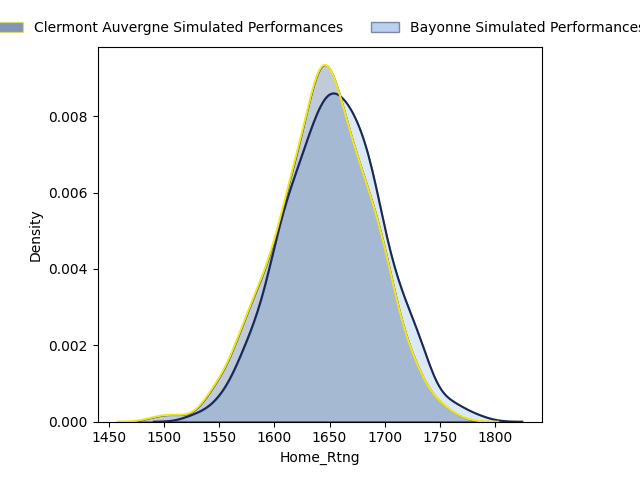 Clermont Auvergne Simulated Performances
Bayonne Simulated Performances
0.008
0.006
0.004
0.002
0.000
Density
1450 1500 1550 1600 1650 1700 1750 1800
Home_Rtng